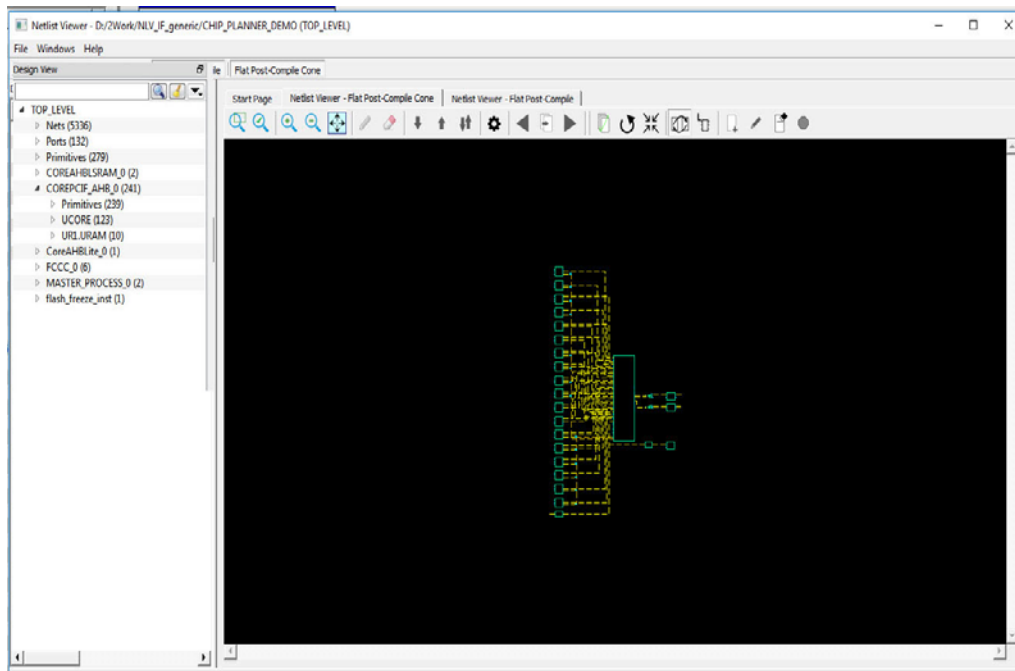 Netlist Viewer - D:/2Work/NLV_IF_generic/CHIP_PLANNER_DEMO (TOP_LEVEL)
File Windows Help
Design View
ile Flat Post-Compile Cone
Start Page Netlist Viewer - Flat Post-Compile Cone Netlist Viewer - Flat Post-Compile
TOP_LEVEL
Nets (5336)
Ports (132)
Primitives (279)
COREAHBLSRAM_0 (2)
COREPCIF_AHB_0 (241)
Primitives (239)
UCORE (123)
UR1.URAM (10)
CoreAHBLite_0 (1)
FCCC_0 (6)
MASTER_PROCESS_0 (2)
flash_freeze_inst (1)